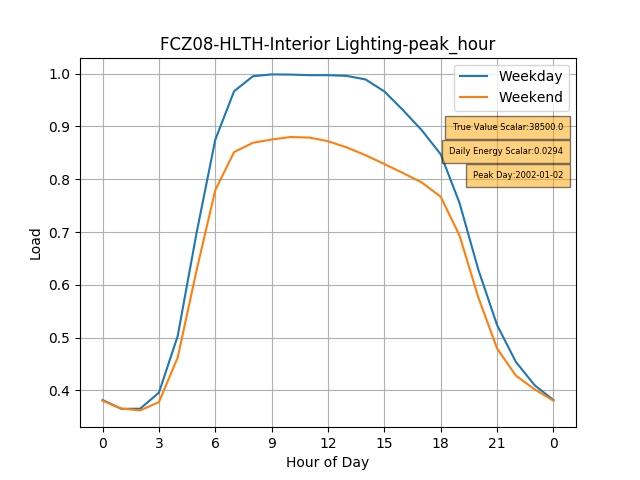 FCZ08-HLTH-Interior Lighting-peak_hour
Weekday
Weekend
True Value Scalar:38500.0
Daily Energy Scalar:0.0294
Peak Day:2002-01-02
1.0
0.9
0.8
0.7
0.6
0.5
0.4
Load
0 3 6 9 12 15 18 21 0
Hour of Day